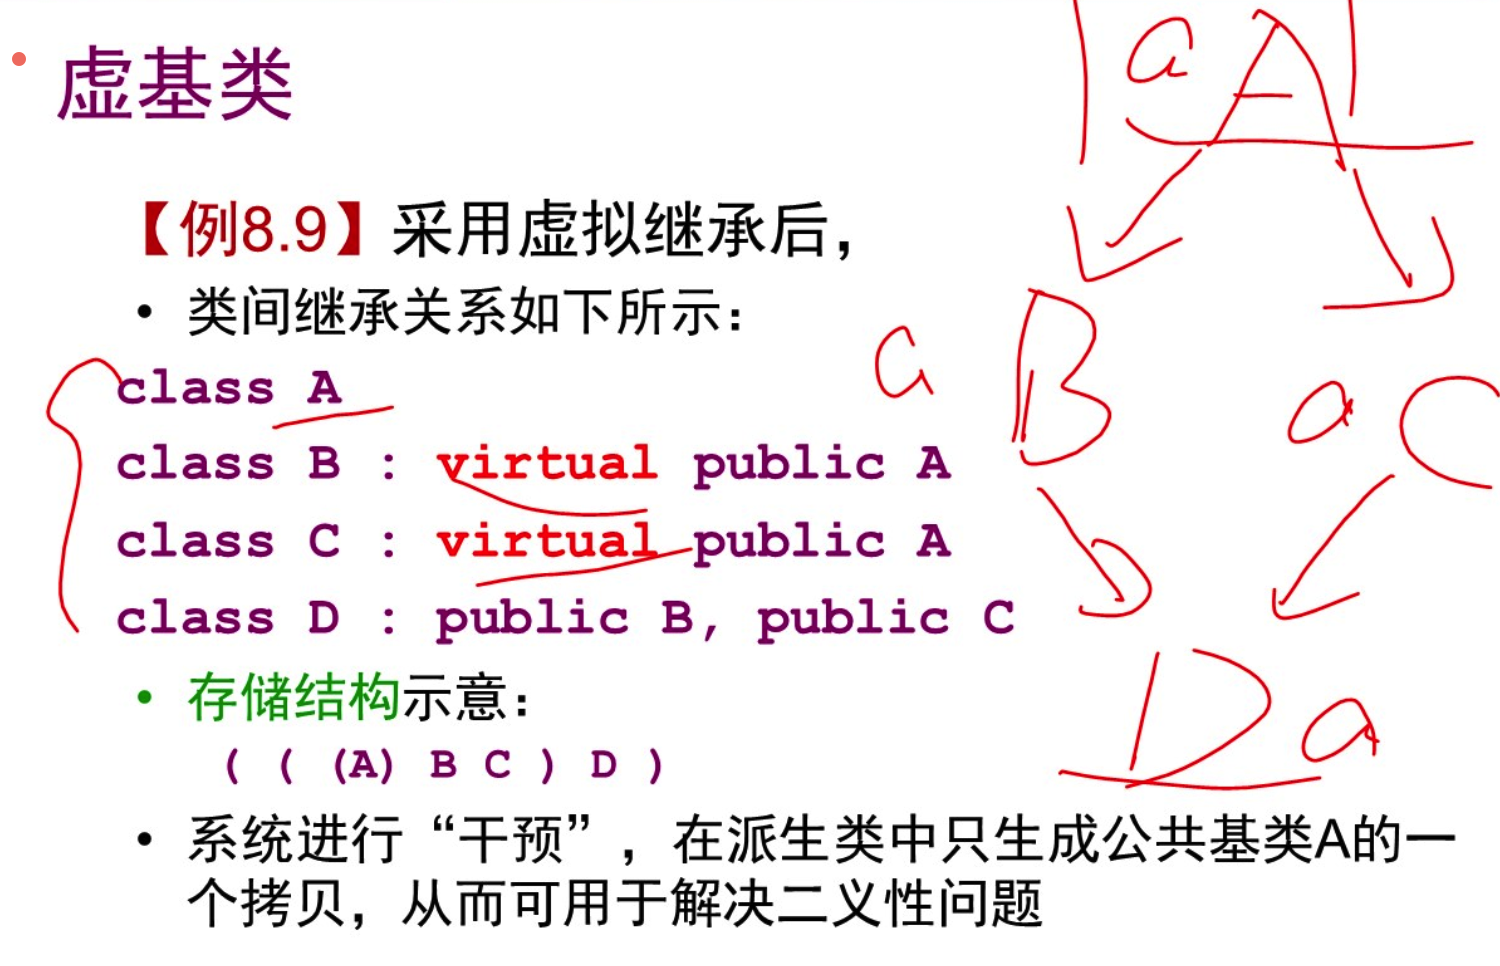 虚基类
【例8.9】采用虚拟继承后，
• 类间继承关系如下所示：
class A
class B : virtual public A
class C : virtual public A
class D : public B, public C
• 存储结构示意：
( ( (A) B C ) D )
• 系统进行“干预”，在派生类中只生成公共基类A的一
个拷贝，从而可用于解决二义性问题
a A
a B
a C
D a